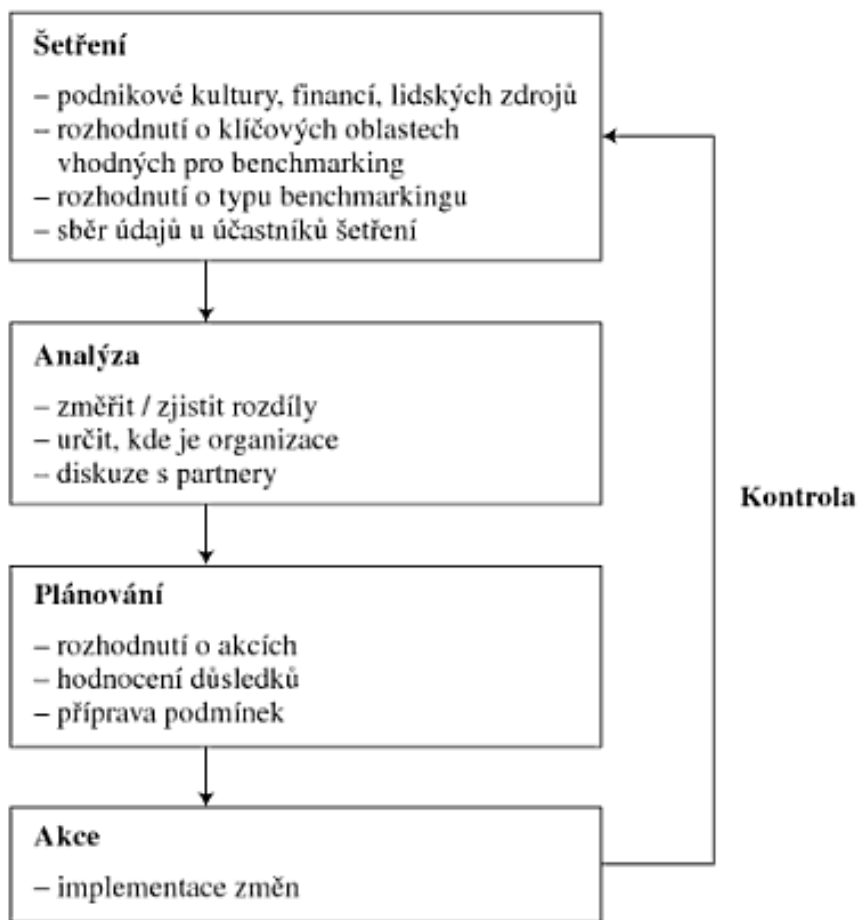 Šetření
– podnikové kultury, financí, lidských zdrojů
– rozhodnutí o klíčových oblastech
vhodných pro benchmarking
– rozhodnutí o typu benchmarkingu
– sběr údajů u účastníků šetření
Analýza
– změřit / zjistit rozdíly
– určit, kde je organizace
– diskuze s partnery
Kontrola
Plánování
– rozhodnutí o akcích
– hodnocení důsledků
– příprava podmínek
Akce
– implementace změn